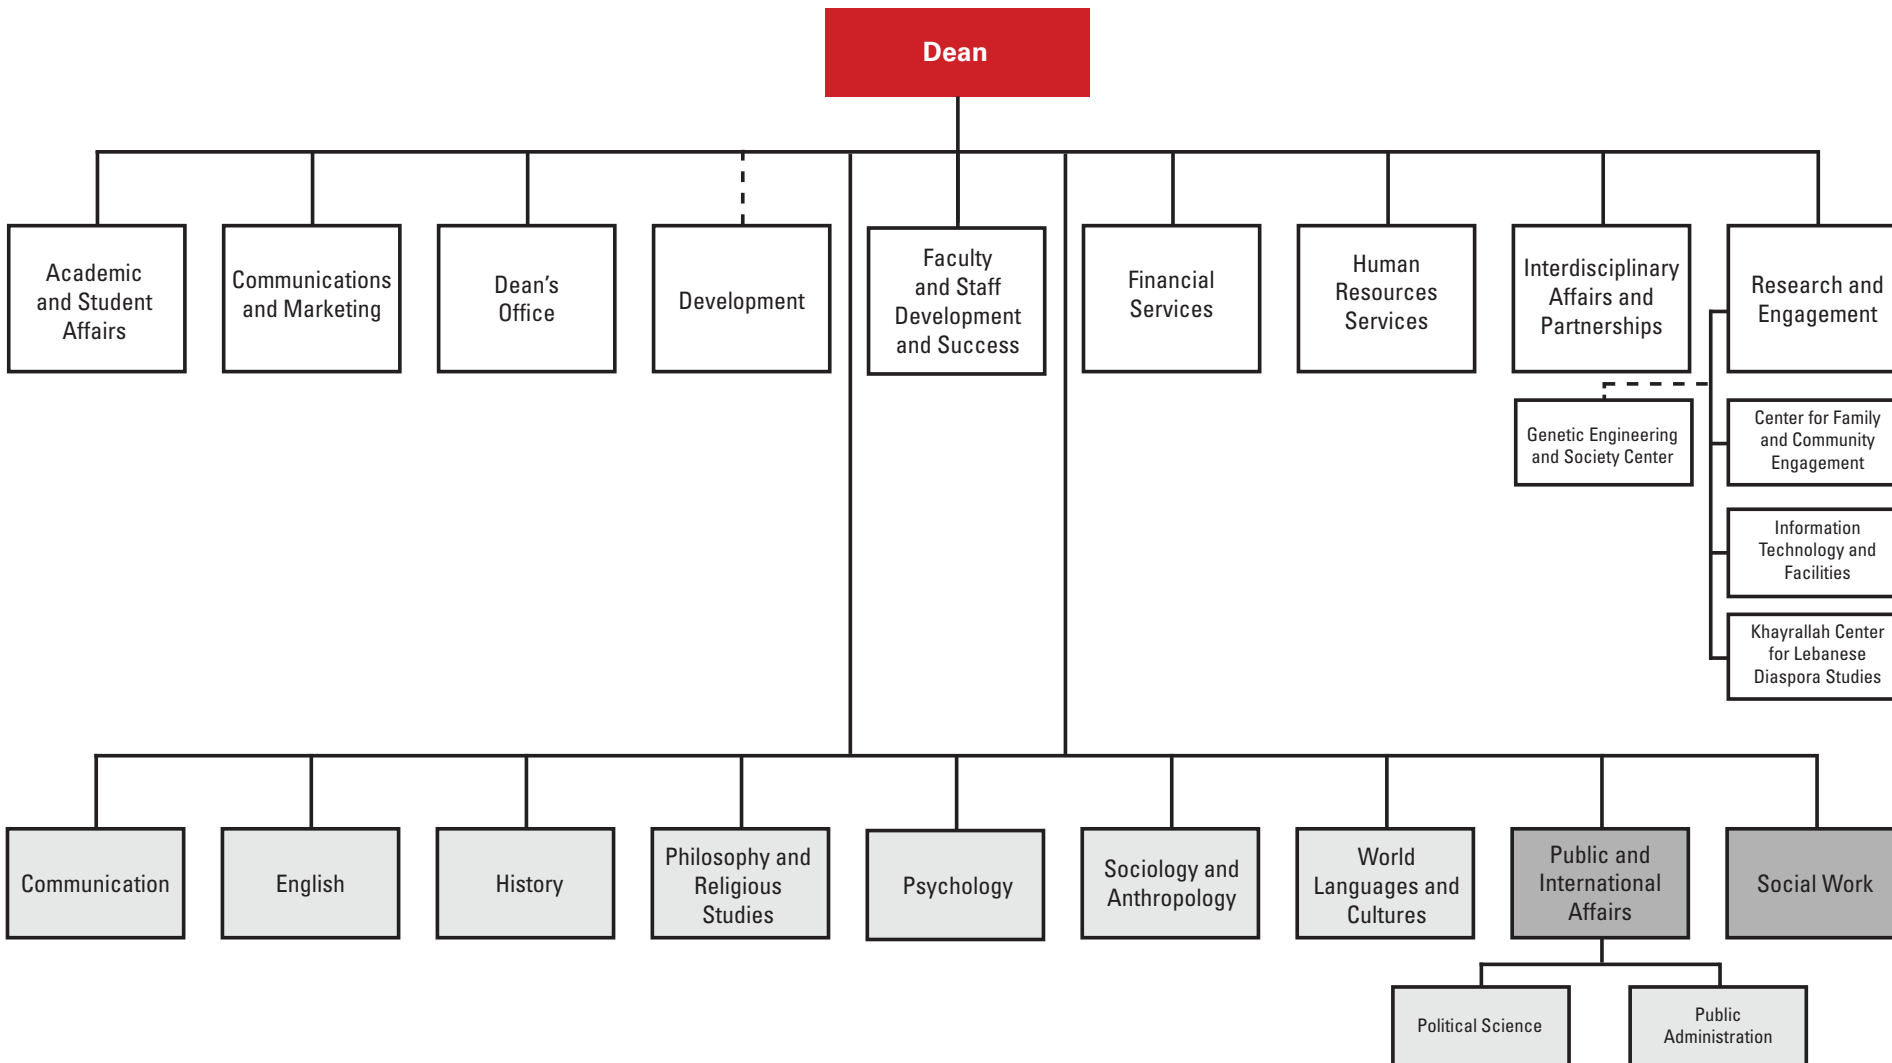 Dean
Academic
and Student
Affairs
Communications
and Marketing
Dean’s
Office
Development
Faculty
and Staff
Development
and Success
Financial
Services
Human
Resources
Services
Interdisciplinary
Affairs and
Partnerships
Research and
Engagement
Genetic Engineering
and Society Center
Center for Family
and Community
Engagement
Information
Technology and
Facilities
Khayrallah Center
for Lebanese
Diaspora Studies
Communication
English
History
Philosophy and
Religious
Studies
Psychology
Sociology and
Anthropology
World
Languages and
Cultures
Public and
International
Affairs
Social Work
Political Science
Public
Administration